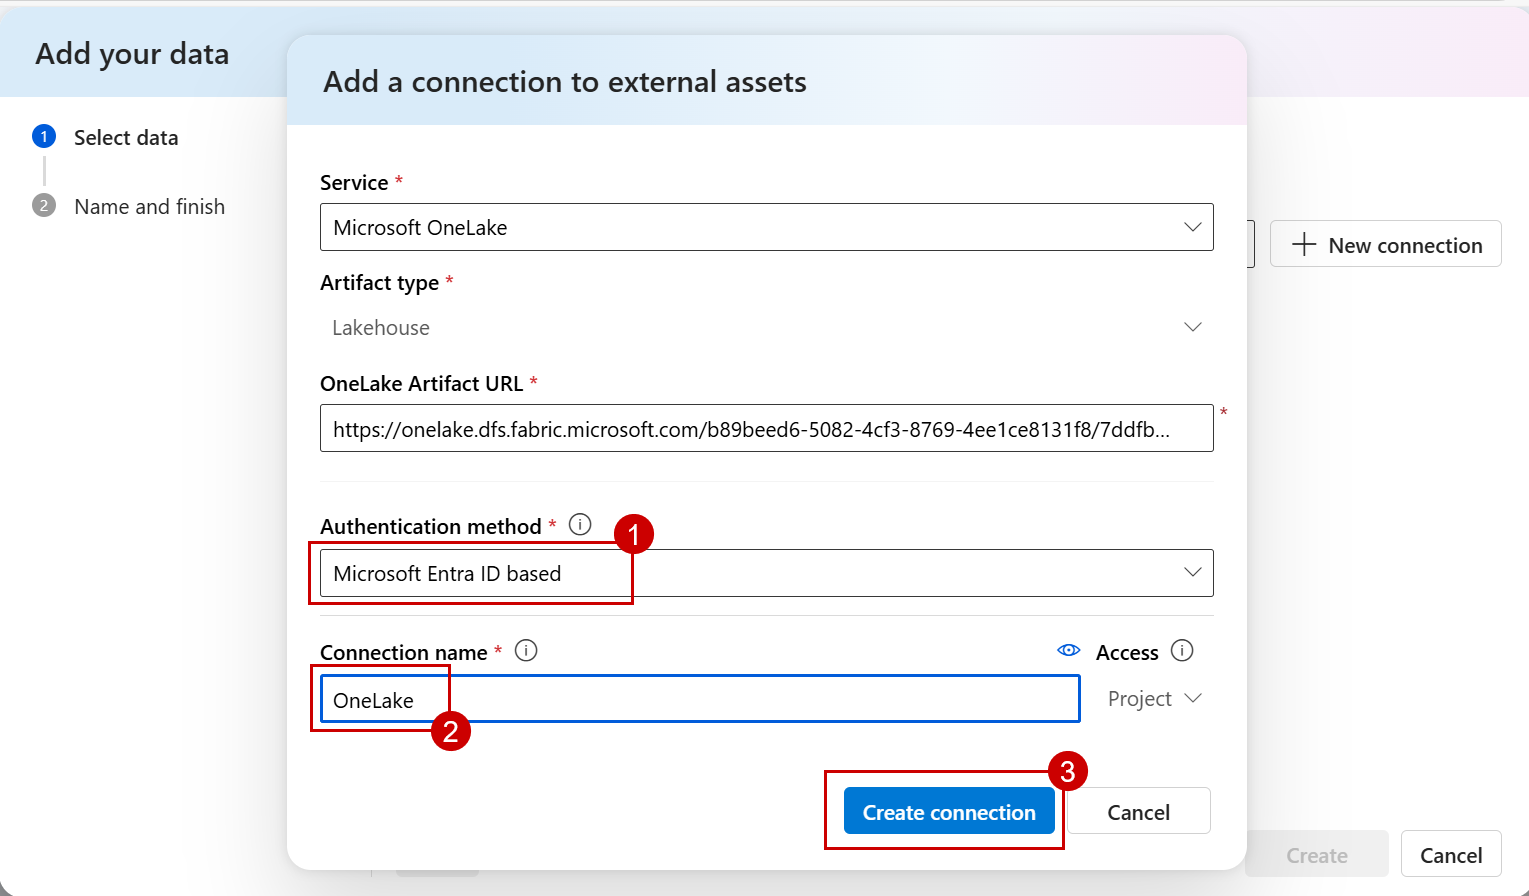 Add your data
1 Select data
2 Name and finish
Add a connection to external assets
Service *
Microsoft OneLake
New connection
Artifact type *
Lakehouse
OneLake Artifact URL *
https://onelake.dfs.fabric.microsoft.com/b89beed6-5082-4cf3-8769-4ee1ce8131f8/7ddfb... *
Authentication method *
1
Microsoft Entra ID based
Connection name *
Access
OneLake
Project
2
3
Create connection
Cancel
Create
Cancel